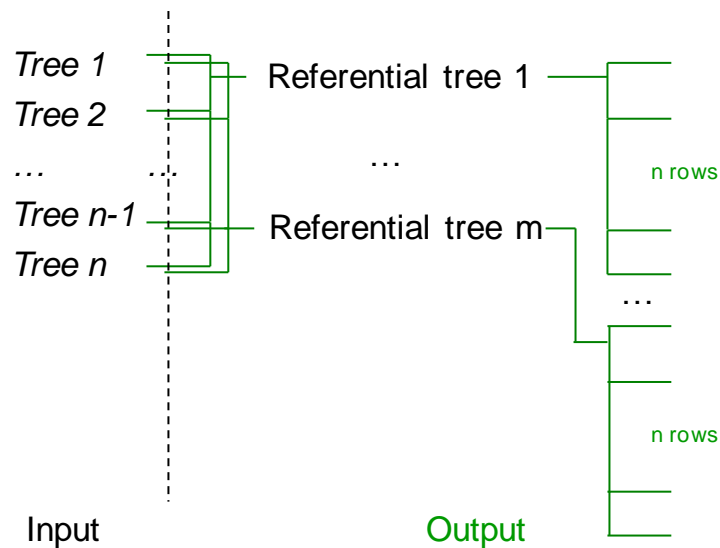 Tree 1
Referential tree 1
Tree 2
...
...
...
n rows
Tree n-1
Referential tree m
Tree n
...
n rows
Input
Output